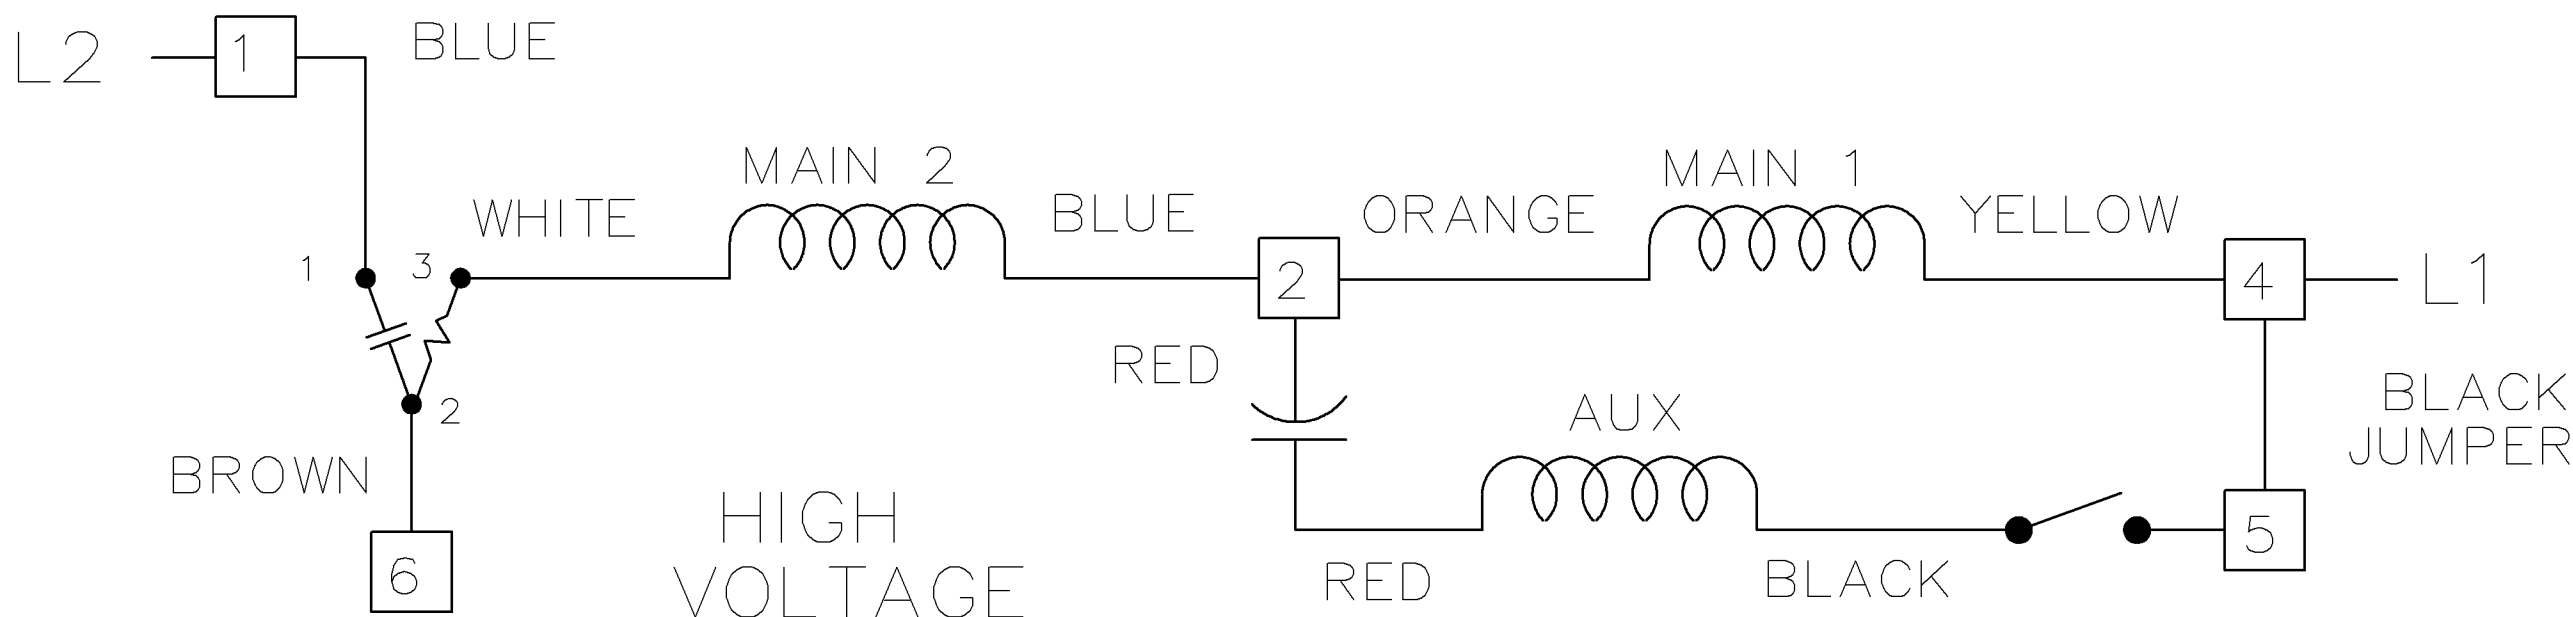 L2
1
BLUE
MAIN 2
MAIN 1
WHITE
BLUE
ORANGE
YELLOW
1
3
2
4
L1
RED
BLACK
JUMPER
2
AUX
BROWN
HIGH
VOLTAGE
6
RED
BLACK
5